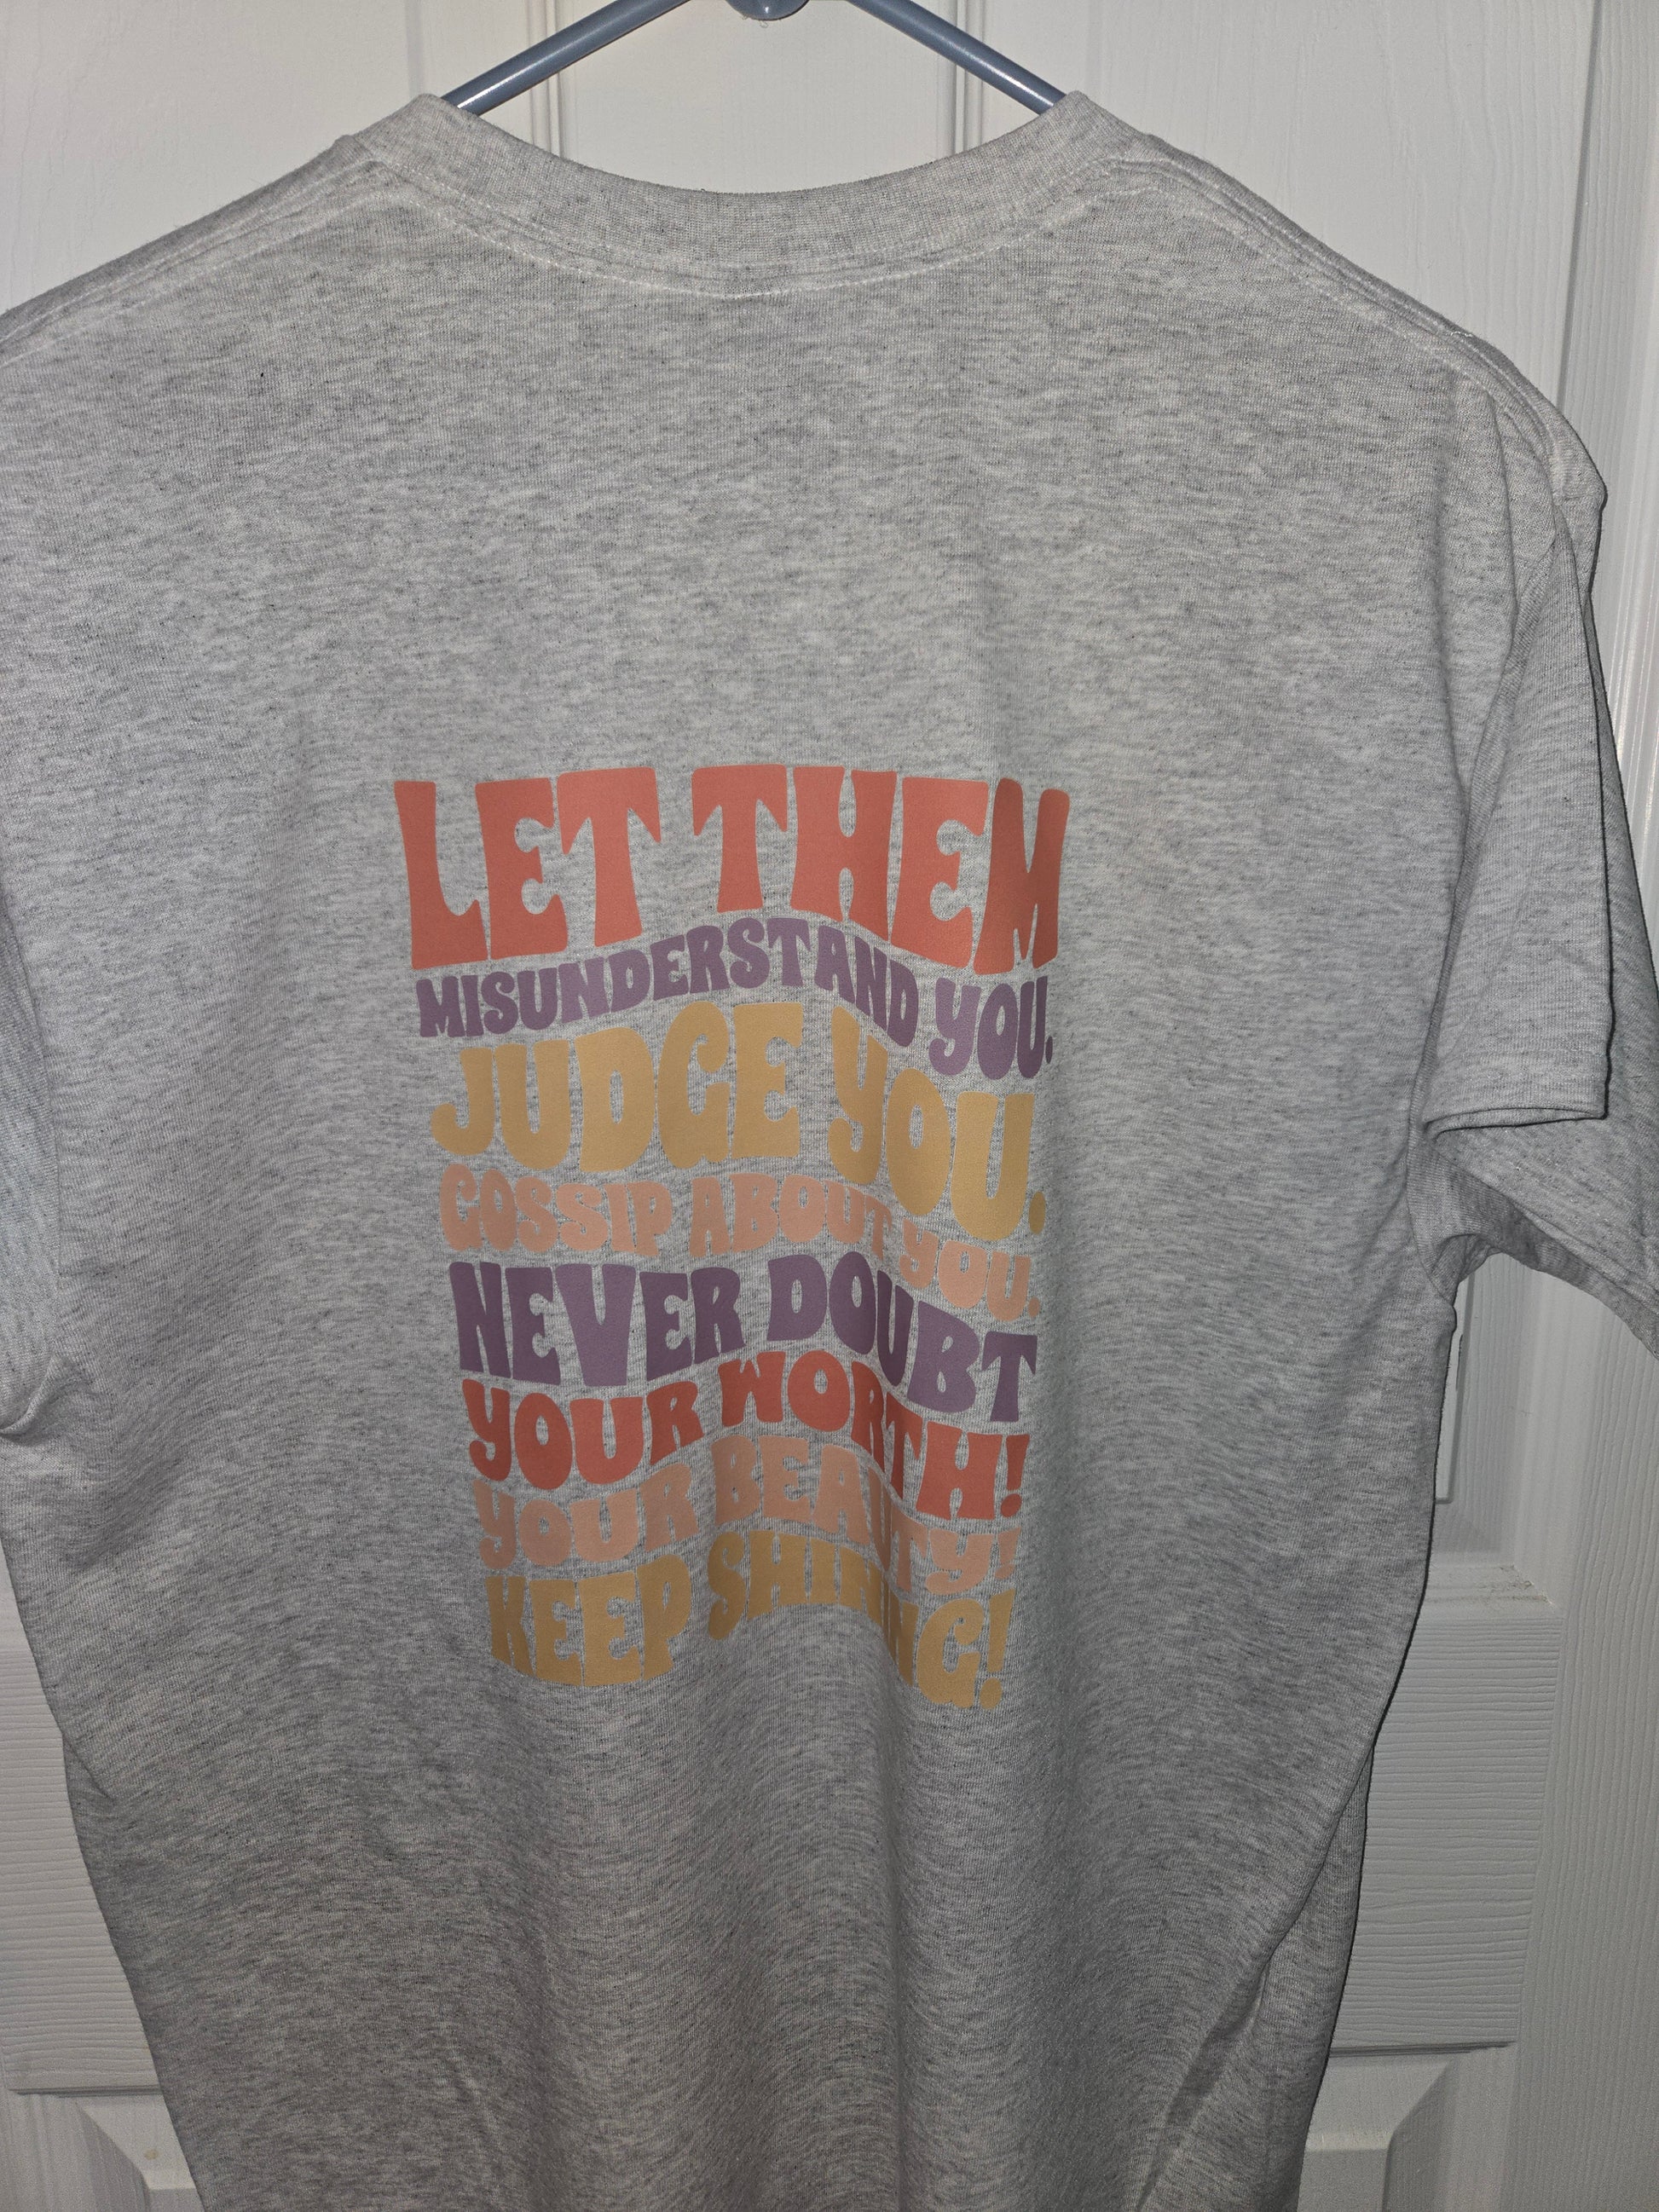 LET THEM
MISUNDERSTAND YOU.
JUDGE YOU.
GOSSIP ABOUT YOU.
NEVER DOUBT
YOUR WORTH!
YOUR BEAUTY!
KEEP SHINING!